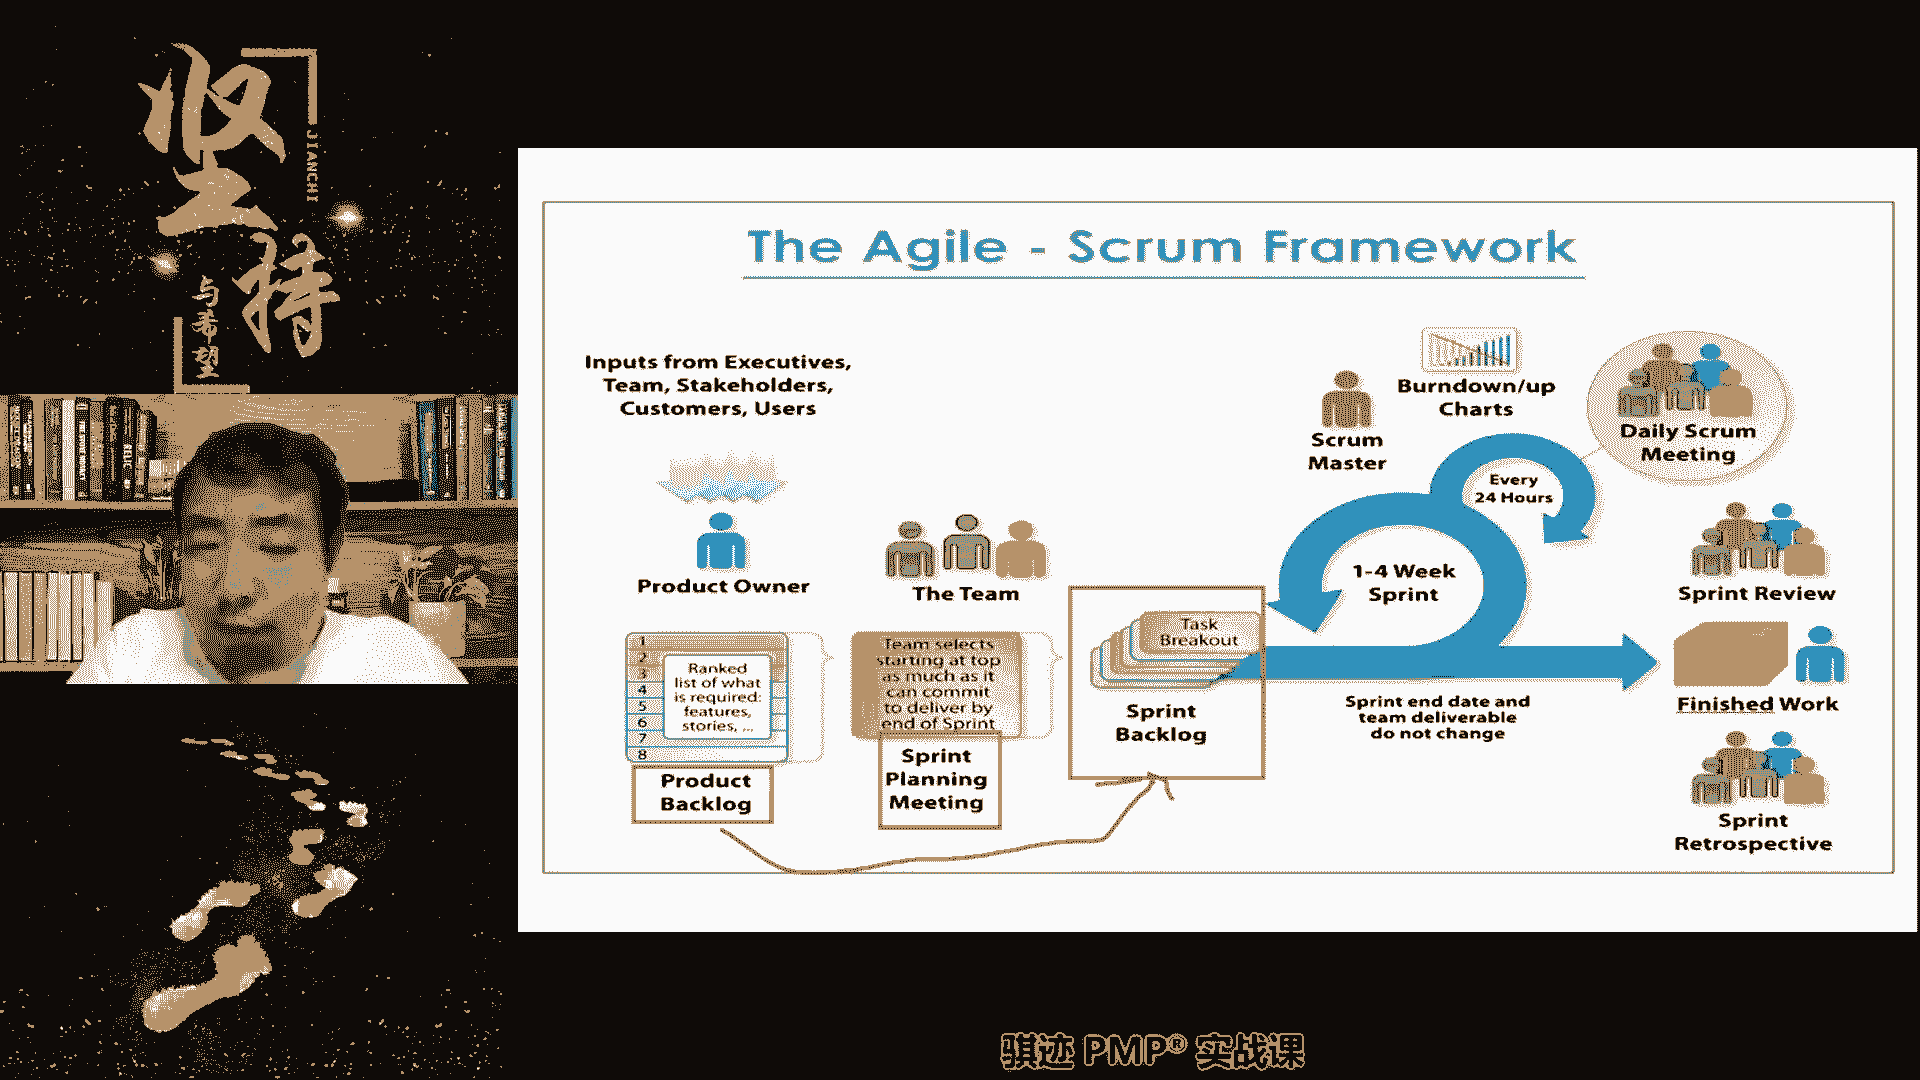 坚持
JIANCHI
与希望
The Agile - Scrum Framework
Inputs from Executives,
Team, Stakeholders,
Customers, Users
Product Owner
The Team
1
2
3
4
5
6
7
8
Ranked
list of what
is required:
features,
stories, ...
Product
Backlog
Team selects
starting at top
as much as it
can commit
to deliver by
end of Sprint
Sprint
Planning
Meeting
Task
Breakout
Sprint
Backlog
Scrum
Master
Burndown/up
Charts
Daily Scrum
Meeting
Every
24 Hours
1-4 Week
Sprint
Sprint end date and
team deliverable
do not change
Sprint Review
Finished Work
Sprint
Retrospective
骐迹 PMP® 实战课